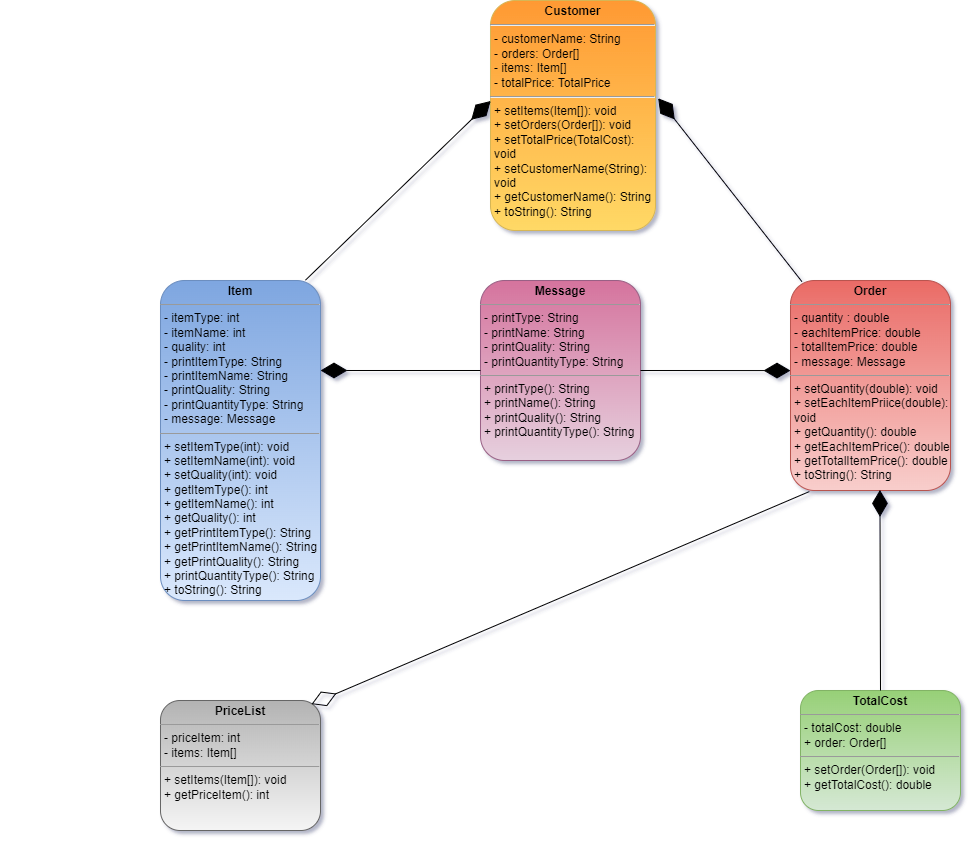 Customer
- customerName: String
- orders: Order[]
- items: Item[]
- totalPrice: TotalPrice
+ setItems(Item[]): void
+ setOrders(Order[]): void
+ setTotalPrice(TotalCost):
void
+ setCustomerName(String):
void
+ getCustomerName(): String
+ toString(): String
Item
- itemType: int
- itemName: int
- quality: int
- printItemType: String
- printItemName: String
- printQuality: String
- printQuantityType: String
- message: Message
+ setItemType(int): void
+ setItemName(int): void
+ setQuality(int): void
+ getItemType(): int
+ getItemName(): int
+ getQuality(): int
+ getPrintItemType(): String
+ getPrintItemName(): String
+ getPrintQuality(): String
+ printQuantityType(): String
+ toString(): String
Message
- printType: String
- printName: String
- printQuality: String
- printQuantityType: String
+ printType(): String
+ printName(): String
+ printQuality(): String
+ printQuantityType(): String
Order
- quantity : double
- eachItemPrice: double
- totalItemPrice: double
- message: Message
+ setQuantity(double): void
+ setEachItemPriice(double):
void
+ getQuantity(): double
+ getEachItemPrice(): double
+ getTotalItemPrice(): double
+ toString(): String
PriceList
- priceItem: int
- items: Item[]
+ setItems(Item[]): void
+ getPriceItem(): int
TotalCost
- totalCost: double
+ order: Order[]
+ setOrder(Order[]): void
+ getTotalCost(): double